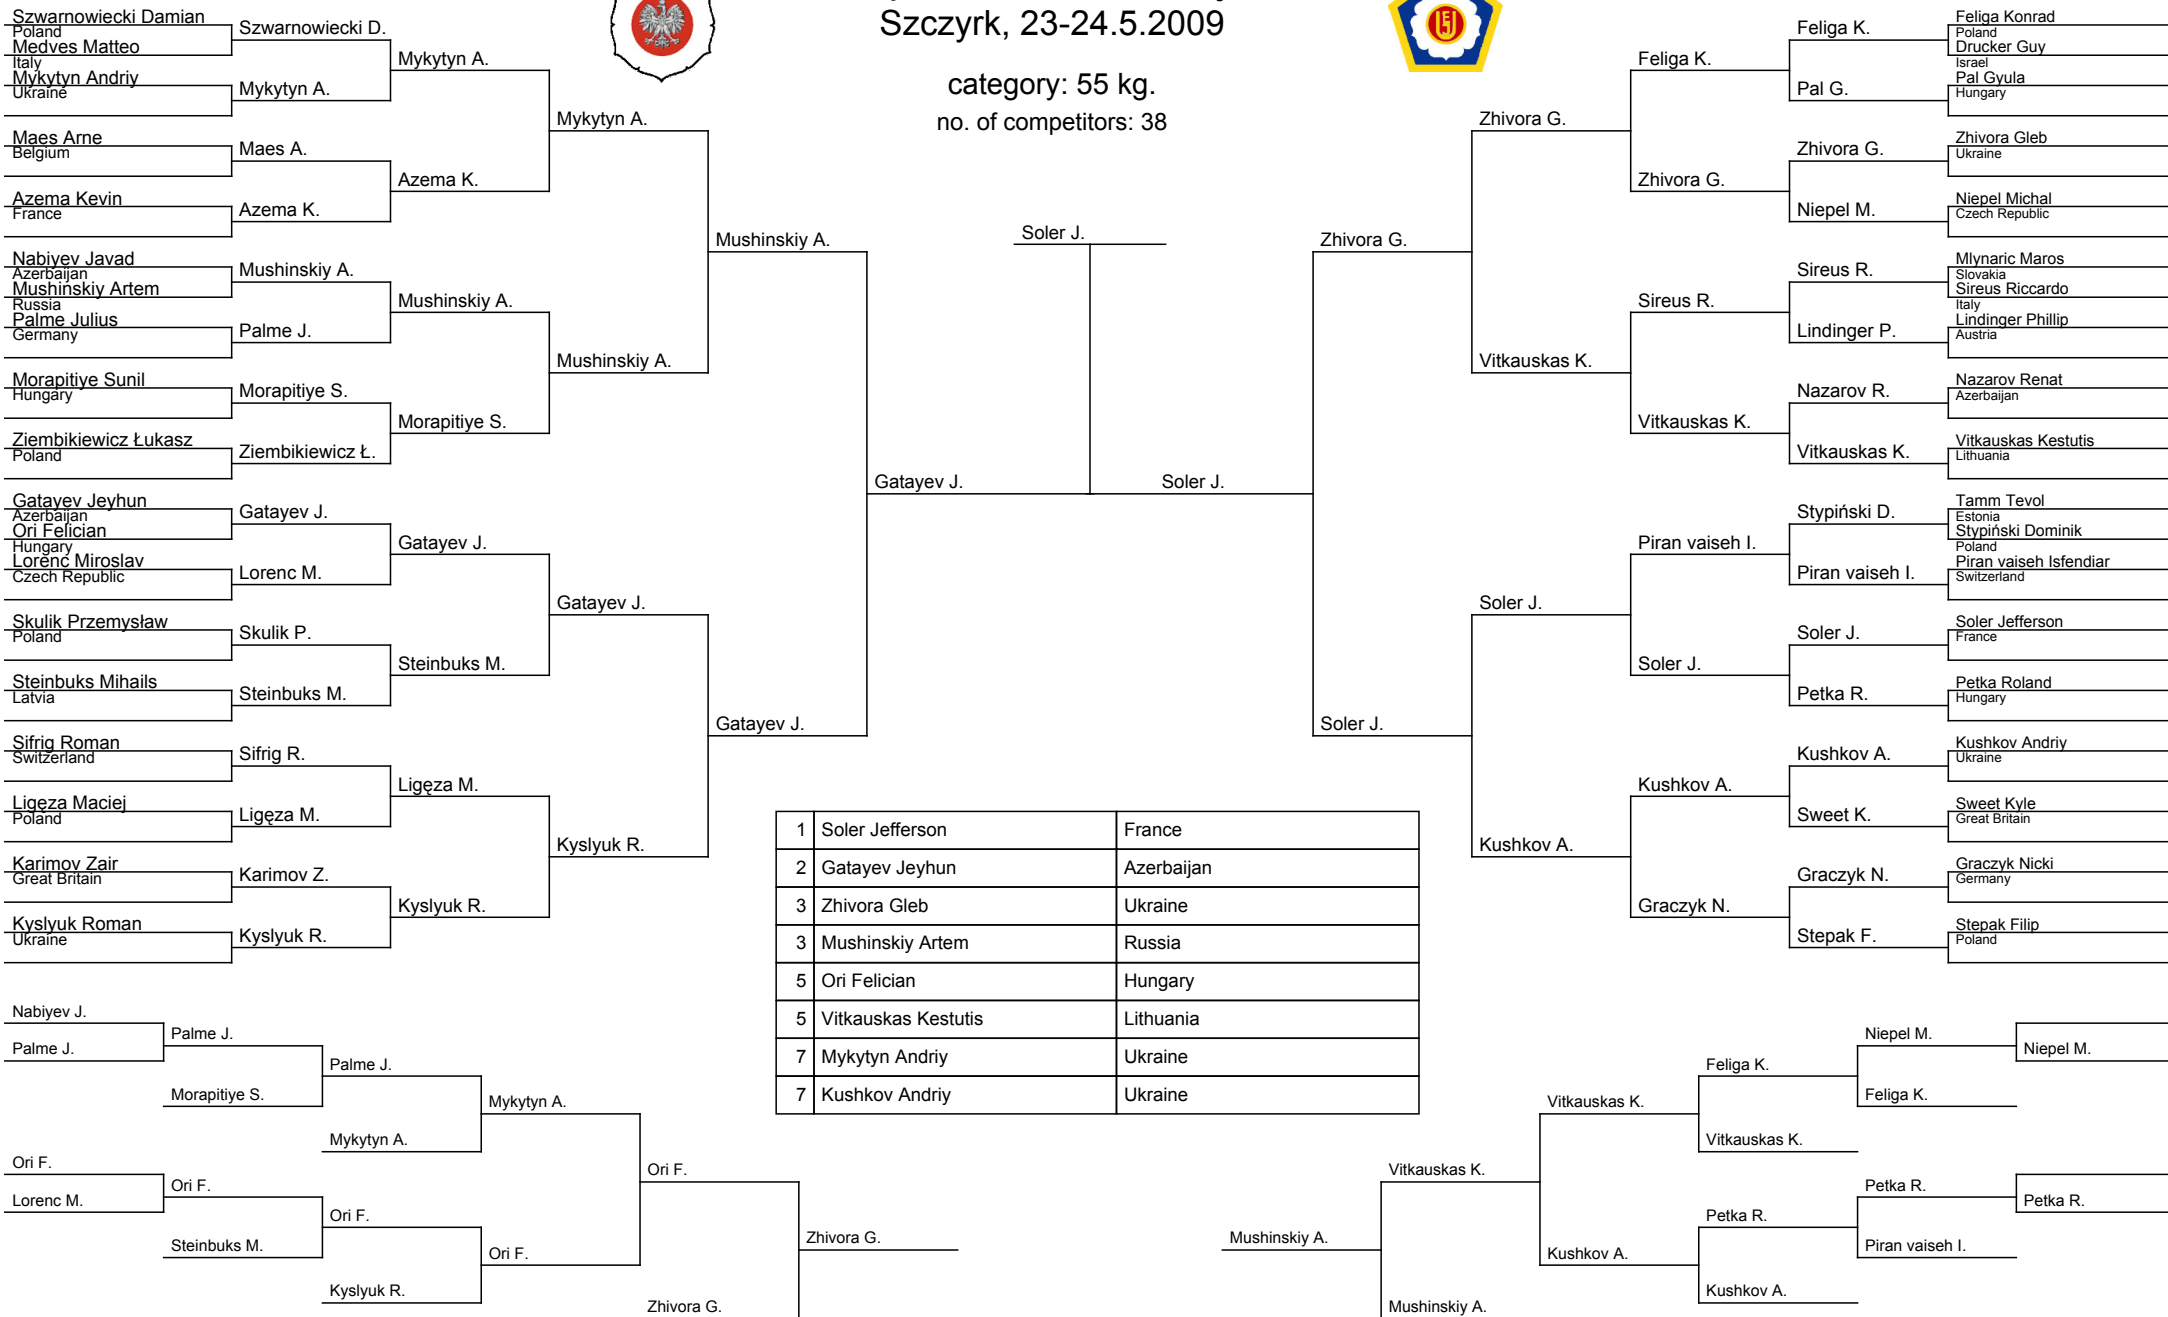 Szczyrk, 23-24.5.2009
category: 55 kg.
no. of competitors: 38
Szwarnowiecki Damian
Poland
Medves Matteo
Italy
Mykytyn Andriy
Ukraine
Maes Arne
Belgium
Azema Kevin
France
Nabiyev Javad
Azerbaijan
Mushinskiy Artem
Russia
Palme Julius
Germany
Morapitiye Sunil
Hungary
Ziembikiewicz Łukasz
Poland
Gatayev Jeyhun
Azerbaijan
Ori Felician
Hungary
Lorenc Miroslav
Czech Republic
Skulik Przemysław
Poland
Steinbuks Mihails
Latvia
Sifrig Roman
Switzerland
Ligęza Maciej
Poland
Karimov Zair
Great Britain
Kyslyuk Roman
Ukraine
Szwarnowiecki D.
Mykytyn A.
Maes A.
Azema K.
Mushinskiy A.
Palme J.
Morapitiye S.
Ziembikiewicz Ł.
Gatayev J.
Lorenc M.
Skulik P.
Steinbuks M.
Sifrig R.
Ligęza M.
Karimov Z.
Kyslyuk R.
Mykytyn A.
Azema K.
Mushinskiy A.
Morapitiye S.
Gatayev J.
Steinbuks M.
Ligęza M.
Kyslyuk R.
Mykytyn A.
Mushinskiy A.
Gatayev J.
Kyslyuk R.
Mushinskiy A.
Gatayev J.
Gatayev J.
Soler J.
Soler J.
Zhivora G.
Soler J.
Zhivora G.
Vitkauskas K.
Soler J.
Kushkov A.
Feliga K.
Zhivora G.
Sireus R.
Vitkauskas K.
Piran vaiseh I.
Soler J.
Kushkov A.
Graczyk N.
Feliga K.
Pal G.
Zhivora G.
Niepel M.
Sireus R.
Lindinger P.
Nazarov R.
Vitkauskas K.
Stypiński D.
Piran vaiseh I.
Soler J.
Petka R.
Kushkov A.
Sweet K.
Graczyk N.
Stepak F.
Feliga Konrad
Poland
Drucker Guy
Israel
Pal Gyula
Hungary
Zhivora Gleb
Ukraine
Niepel Michal
Czech Republic
Mlynaric Maros
Slovakia
Sireus Riccardo
Italy
Lindinger Phillip
Austria
Nazarov Renat
Azerbaijan
Vitkauskas Kestutis
Lithuania
Tamm Tevol
Estonia
Stypiński Dominik
Poland
Piran vaiseh Isfendiar
Switzerland
Soler Jefferson
France
Petka Roland
Hungary
Kushkov Andriy
Ukraine
Sweet Kyle
Great Britain
Graczyk Nicki
Germany
Stepak Filip
Poland
1 Soler Jefferson France
2 Gatayev Jeyhun Azerbaijan
3 Zhivora Gleb Ukraine
3 Mushinskiy Artem Russia
5 Ori Felician Hungary
5 Vitkauskas Kestutis Lithuania
7 Mykytyn Andriy Ukraine
7 Kushkov Andriy Ukraine
Nabiyev J.
Palme J.
Ori F.
Lorenc M.
Palme J.
Morapitiye S.
Ori F.
Steinbuks M.
Palme J.
Mykytyn A.
Ori F.
Kyslyuk R.
Mykytyn A.
Ori F.
Ori F.
Zhivora G.
Zhivora G.
Mushinskiy A.
Vitkauskas K.
Mushinskiy A.
Vitkauskas K.
Kushkov A.
Feliga K.
Vitkauskas K.
Petka R.
Kushkov A.
Niepel M.
Feliga K.
Petka R.
Piran vaiseh I.
Niepel M.
Petka R.